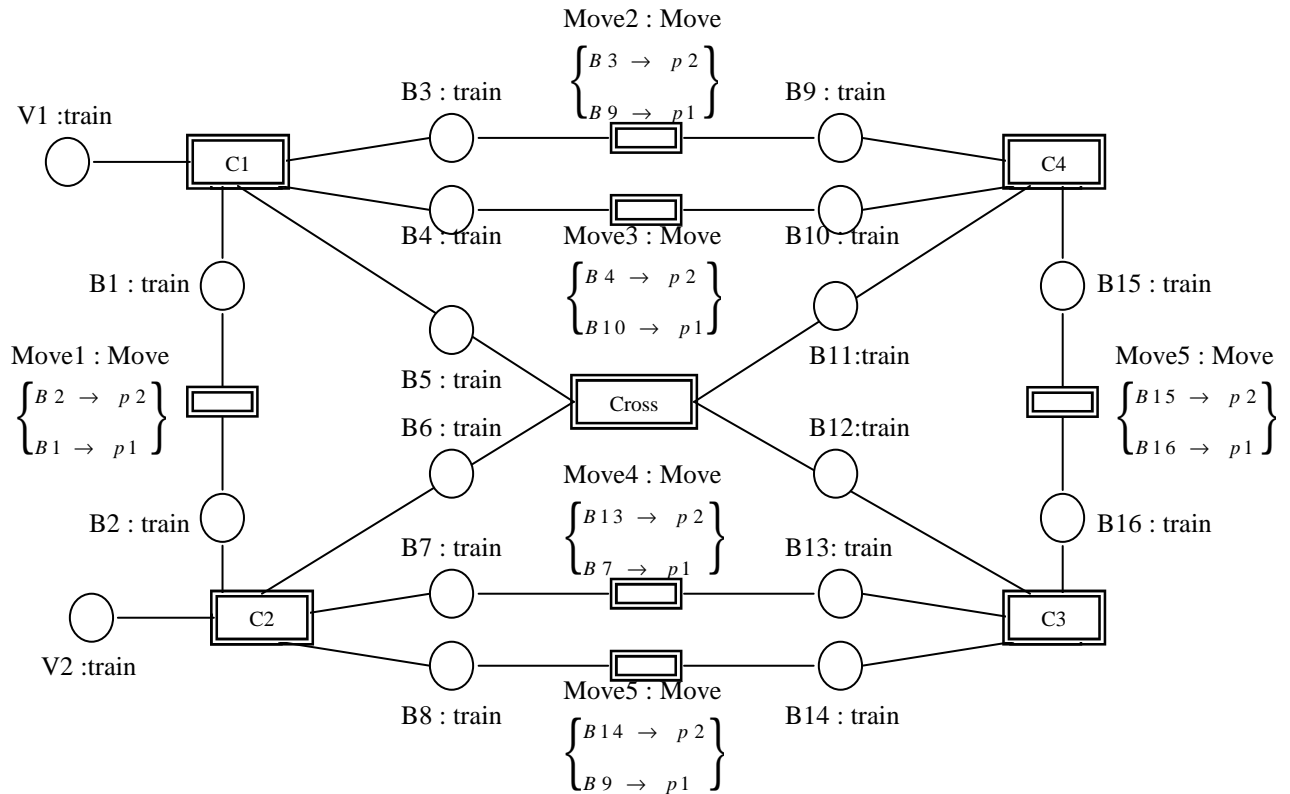 Move2 : Move
B 3 → p 2
B 9 → p 1
B3 : train
B9 : train
V1 :train
C1
C4
B4 : train
Move3 : Move
B10 : train
B 4 → p 2
B 10 → p 1
B1 : train
B15 : train
Move1 : Move
B 2 → p 2
B 1 → p 1
B5 : train
B11:train
Move5 : Move
B 15 → p 2
B 16 → p 1
Cross
B6 : train
B12:train
Move4 : Move
B 13 → p 2
B 7 → p 1
B2 : train
B16 : train
B7 : train
B13: train
C2
C3
V2 :train
Move5 : Move
B8 : train
B14 : train
B 14 → p 2
B 9 → p 1